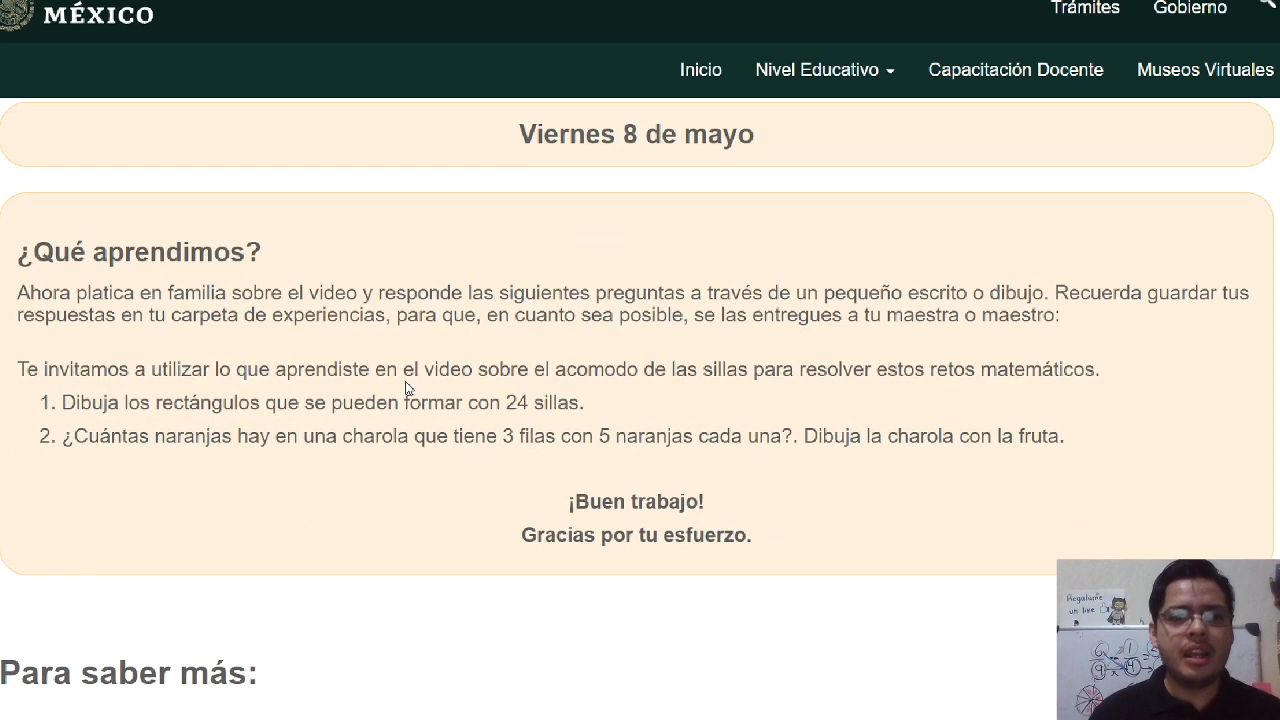 MÉXICO
Trámites Gobierno
Inicio Nivel Educativo Capacitación Docente Museos Virtuales
Viernes 8 de mayo
¿Qué aprendimos?
Ahora platica en familia sobre el video y responde las siguientes preguntas a través de un pequeño escrito o dibujo. Recuerda guardar tus
respuestas en tu carpeta de experiencias, para que, en cuanto sea posible, se las entregues a tu maestra o maestro:
Te invitamos a utilizar lo que aprendiste en el video sobre el acomodo de las sillas para resolver estos retos matemáticos.
1. Dibuja los rectángulos que se pueden formar con 24 sillas.
2. ¿Cuántas naranjas hay en una charola que tiene 3 filas con 5 naranjas cada una?. Dibuja la charola con la fruta.
¡Buen trabajo!
Gracias por tu esfuerzo.
Para saber más:
Regalame
un like